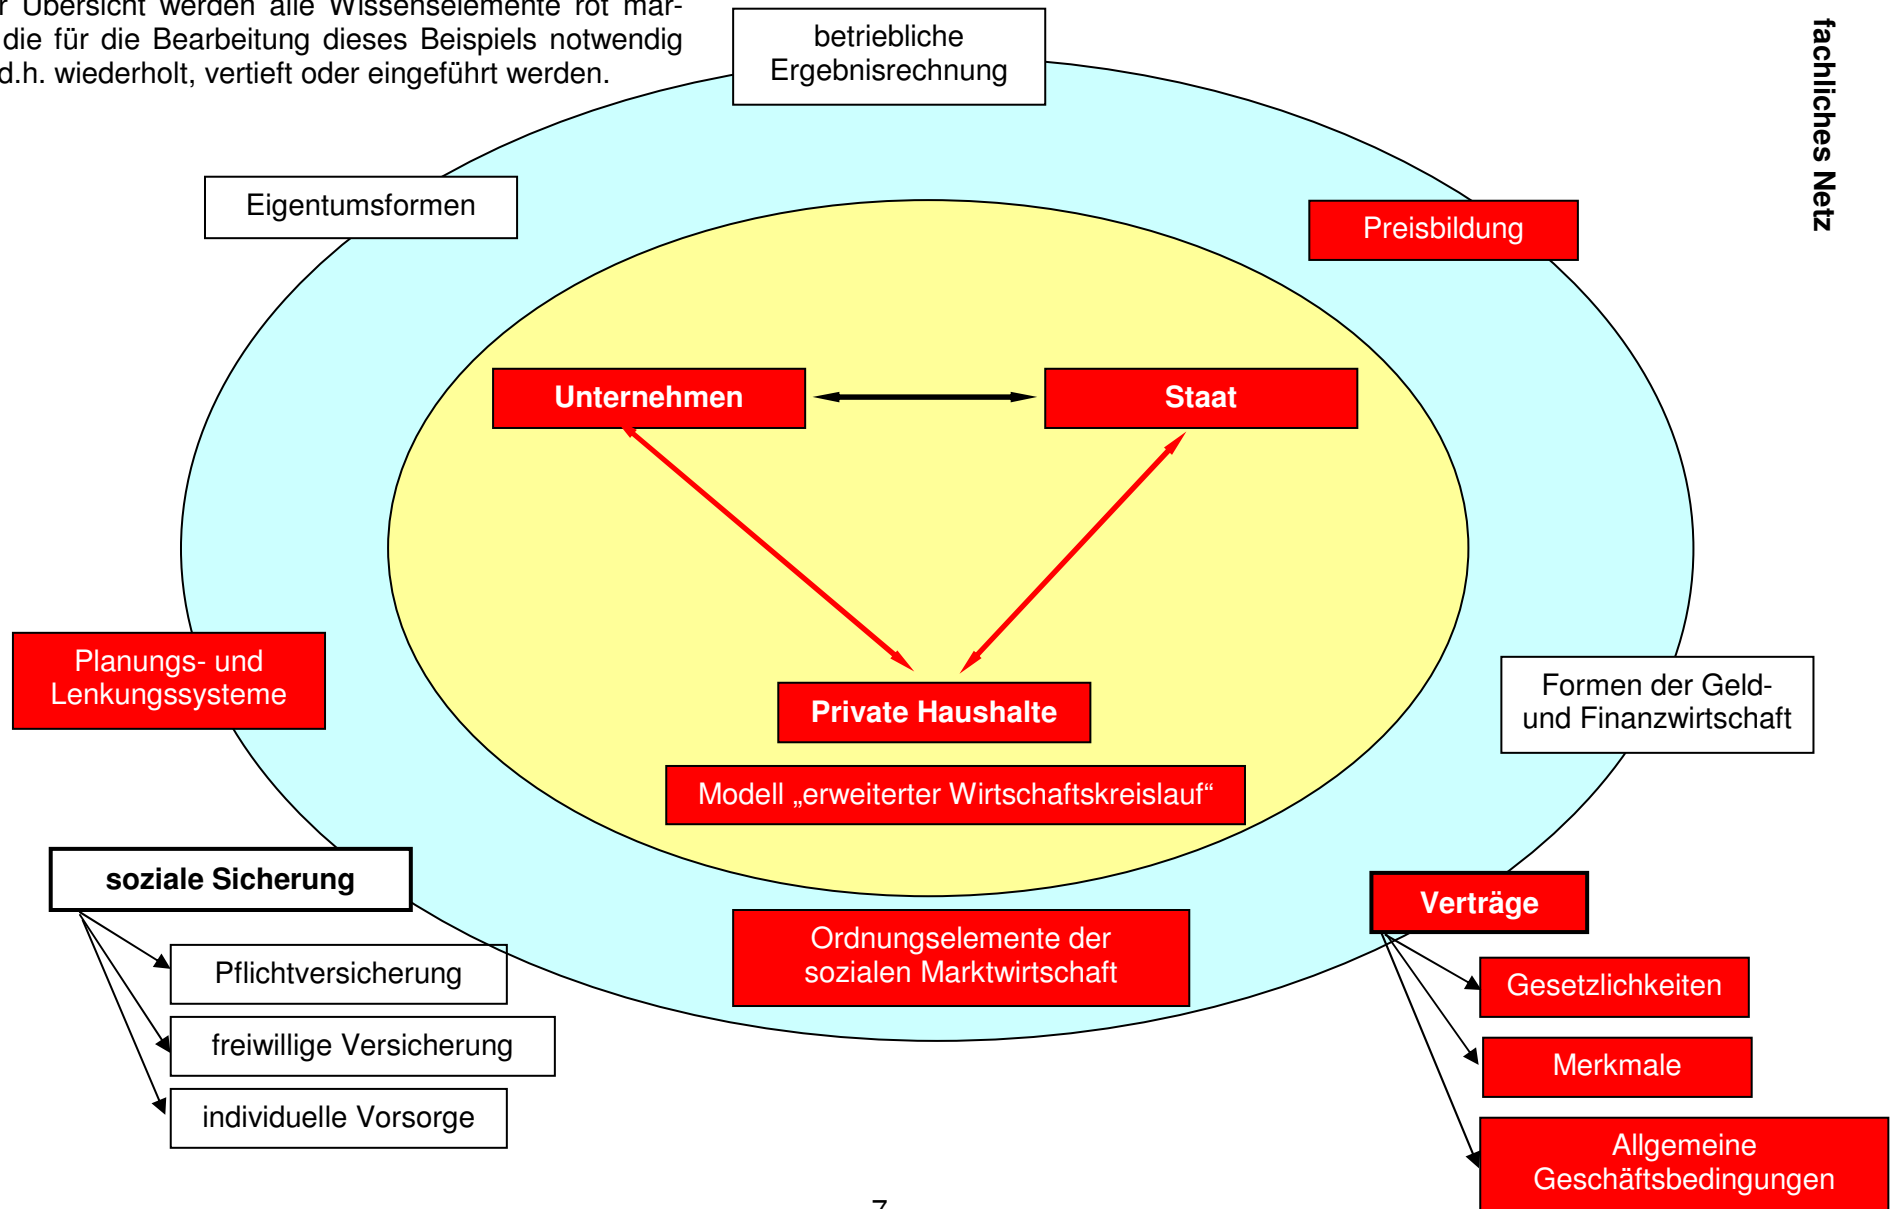 Übersicht werden alle Wissenselemente rot mar-
die für die Bearbeitung dieses Beispiels notwendig
d.h. wiederholt, vertieft oder eingeführt werden.
fachliches Netz
betriebliche
Ergebnisrechnung
Eigentumsformen
Preisbildung
Unternehmen
Staat
Planungs- und
Lenkungssysteme
Formen der Geld-
und Finanzwirtschaft
Private Haushalte
Modell „erweiterter Wirtschaftskreislauf“
soziale Sicherung
Pflichtversicherung
freiwillige Versicherung
individuelle Vorsorge
Ordnungselemente der
sozialen Marktwirtschaft
Verträge
Gesetzlichkeiten
Merkmale
Allgemeine
Geschäftsbedingungen
7